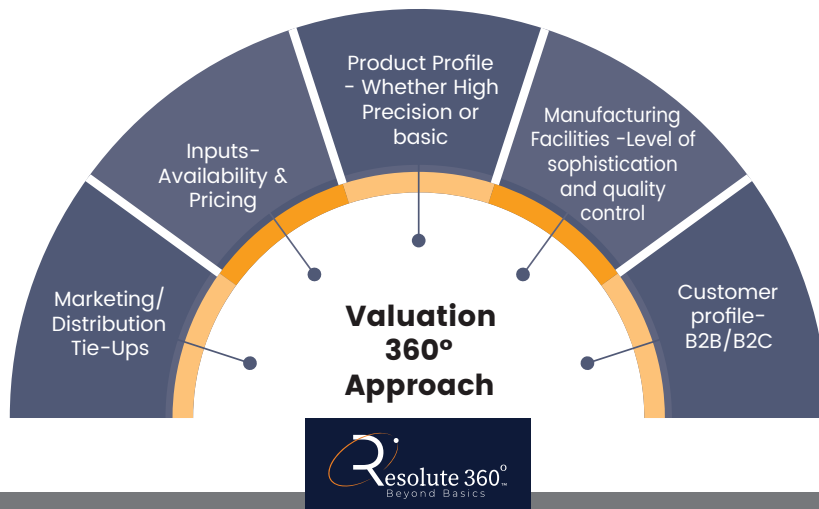 Marketing/
Distribution
Tie-Ups
Inputs-
Availability &
Pricing
Product Profile
- Whether High
Precision or
basic
Manufacturing
Facilities -Level of
sophistication
and quality
control
Customer
profile-
B2B/B2C
Valuation
360°
Approach
Resolute 360°™
Beyond Basics